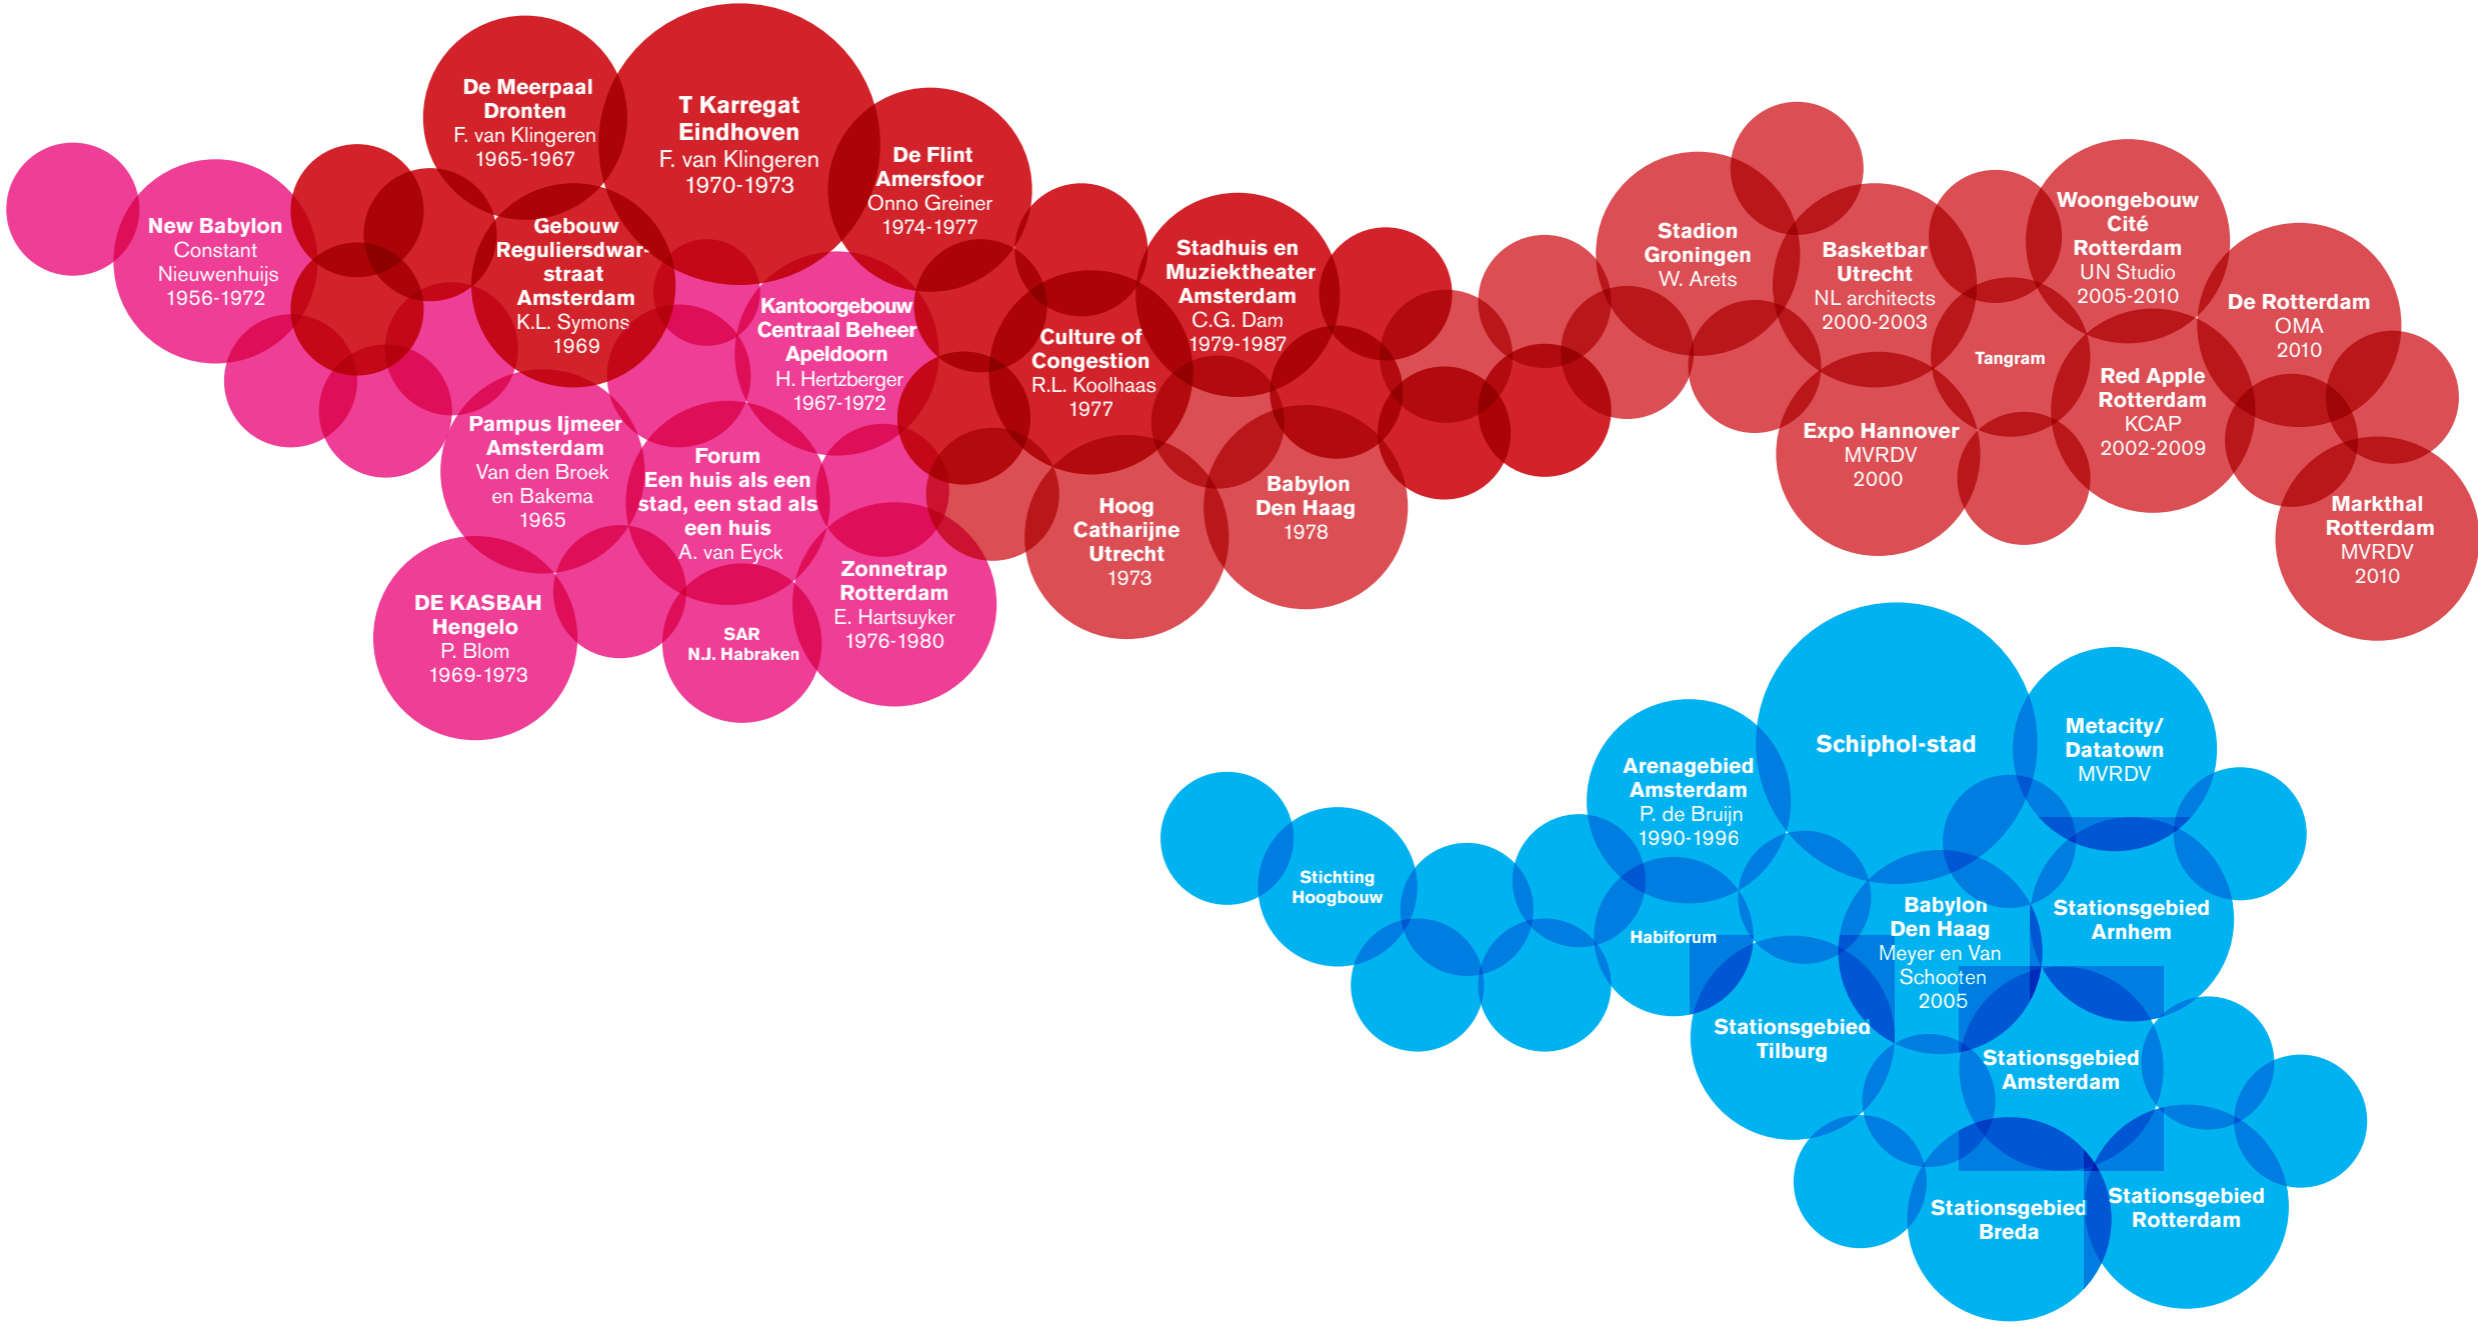 De Meerpaal
Dronten
F. van Klingeren
1965-1967
T Karregat
Eindhoven
F. van Klingeren
1970-1973
De Flint
Amersfoor
Onno Greiner
1974-1977
New Babylon
Constant
Nieuwenhuijs
1956-1972
Gebouw
Reguliersdwar-
straat
Amsterdam
K.L. Symons
1969
Kantoorgebouw
Centraal Beheer
Apeldoorn
H. Hertzberger
1967-1972
Culture of
Congestion
R.L. Koolhaas
1977
Stadhuis en
Muziektheater
Amsterdam
C.G. Dam
1979-1987
Pampus Ijmeer
Amsterdam
Van den Broek
en Bakema
1965
Forum
Een huis als een
stad, een stad als
een huis
A. van Eyck
Hoog
Catharijne
Utrecht
1973
Babylon
Den Haag
1978
DE KASBAH
Hengelo
P. Blom
1969-1973
SAR
N.J. Habraken
Zonnetrap
Rotterdam
E. Hartsuyker
1976-1980
Stadion
Groningen
W. Arets
Basketbar
Utrecht
NL architects
2000-2003
Woongebouw
Cité
Rotterdam
UN Studio
2005-2010
De Rotterdam
OMA
2010
Tangram
Red Apple
Rotterdam
KCAP
2002-2009
Expo Hannover
MVRDV
2000
Markthal
Rotterdam
MVRDV
2010
Schiphol-stad
Metacity/
Datatown
MVRDV
Arenagebied
Amsterdam
P. de Bruijn
1990-1996
Stichting
Hoogbouw
Habiforum
Babylon
Den Haag
Meyer en Van
Schooten
2005
Stationsgebied
Arnhem
Stationsgebied
Tilburg
Stationsgebied
Amsterdam
Stationsgebied
Breda
Stationsgebied
Rotterdam